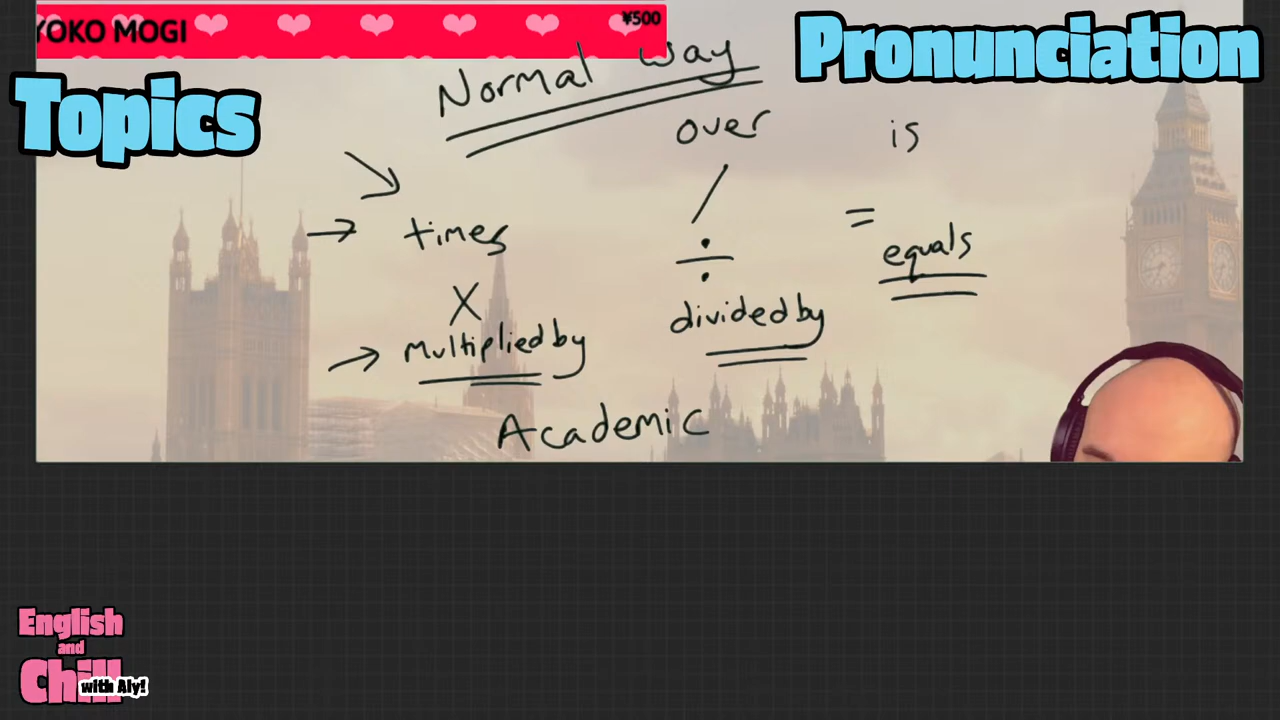 YOKO MOGI
¥500
Topics
Pronunciation
Normal Way
over
is
times
/
=
÷
equals
X
divided by
multiplied by
Academic
English
and
Chill
with Aly!